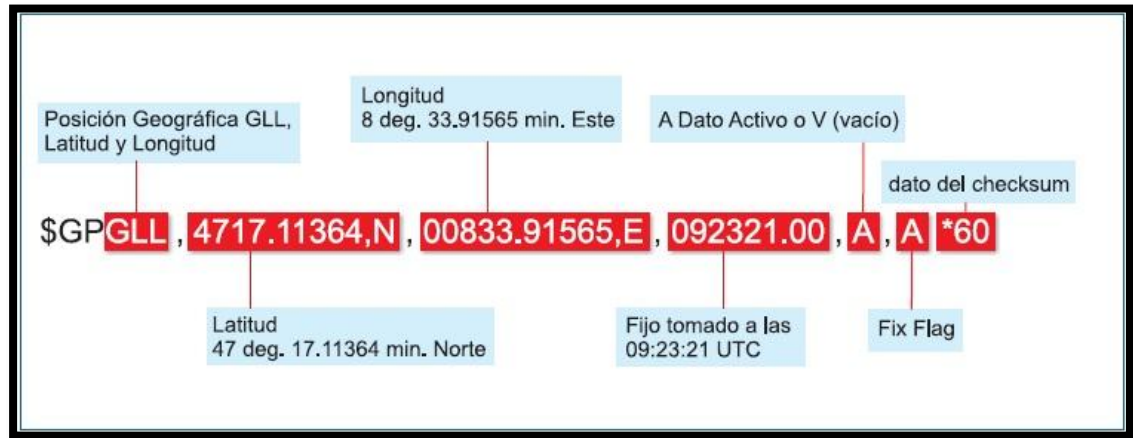 Posición Geográfica GLL,
Latitud y Longitud
Longitud
8 deg. 33.91565 min. Este
A Dato Activo o V (vacío)
dato del checksum
$GPGLL , 4717.11364,N , 00833.91565,E , 092321.00 , A , A *60
Latitud
47 deg. 17.11364 min. Norte
Fijo tomado a las
09:23:21 UTC
Fix Flag